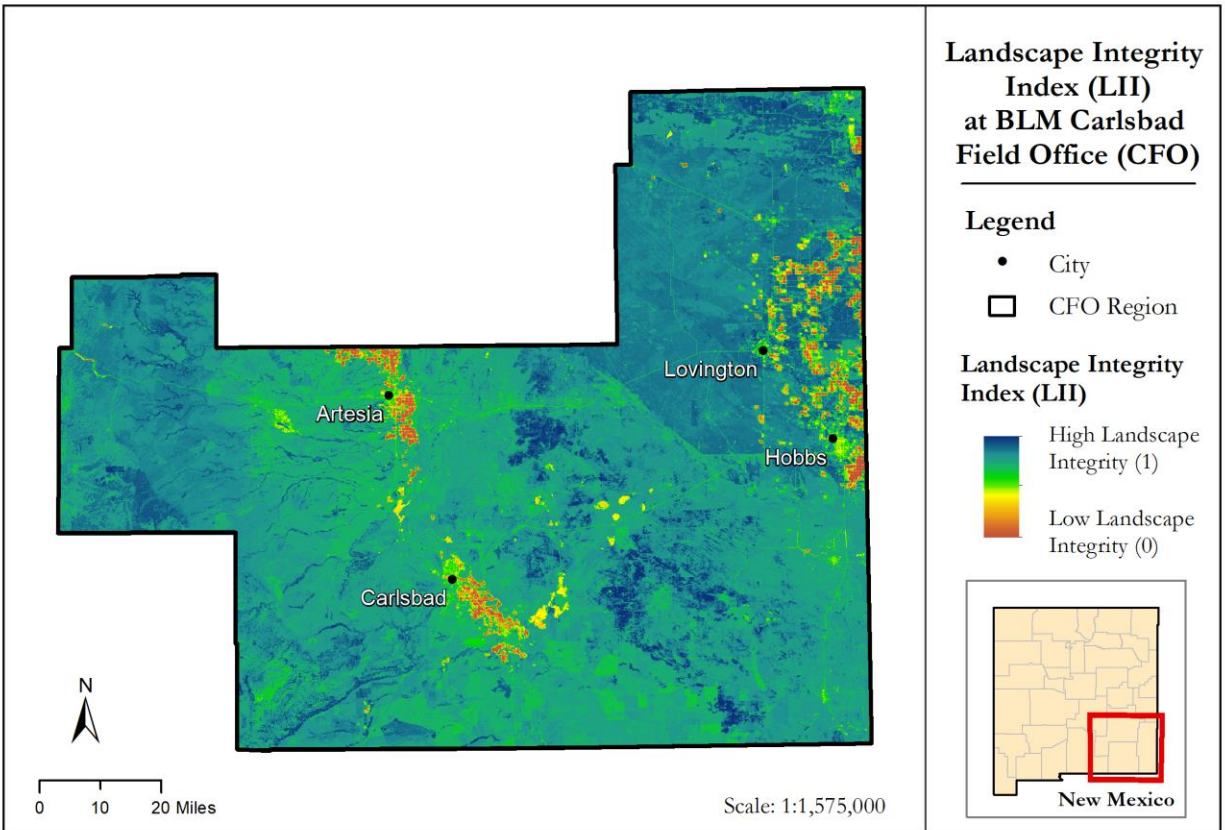 Landscape Integrity
Index (LII)
at BLM Carlsbad
Field Office (CFO)
Legend
City
CFO Region
Landscape Integrity
Index (LII)
High Landscape
Integrity (1)
Low Landscape
Integrity (0)
Lovington
Artesia
Hobbs
Carlsbad
N
0 10 20 Miles
Scale: 1:1,575,000
New Mexico